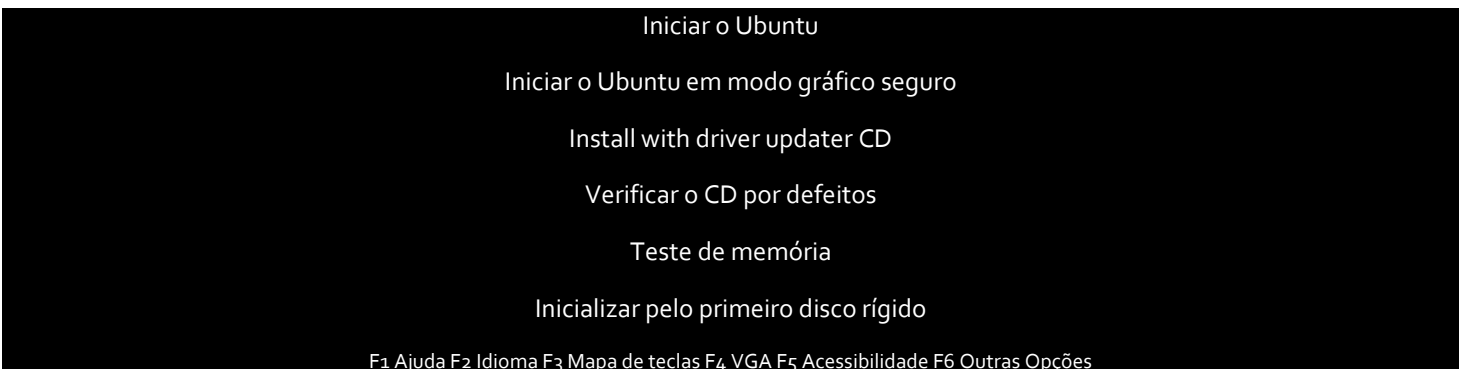 Iniciar o Ubuntu
Iniciar o Ubuntu em modo gráfico seguro
Install with driver updater CD
Verificar o CD por defeitos
Teste de memória
Inicializar pelo primeiro disco rígido
F1 Ajuda F2 Idioma F3 Mapa de teclas F4 VGA F5 Acessibilidade F6 Outras Opções